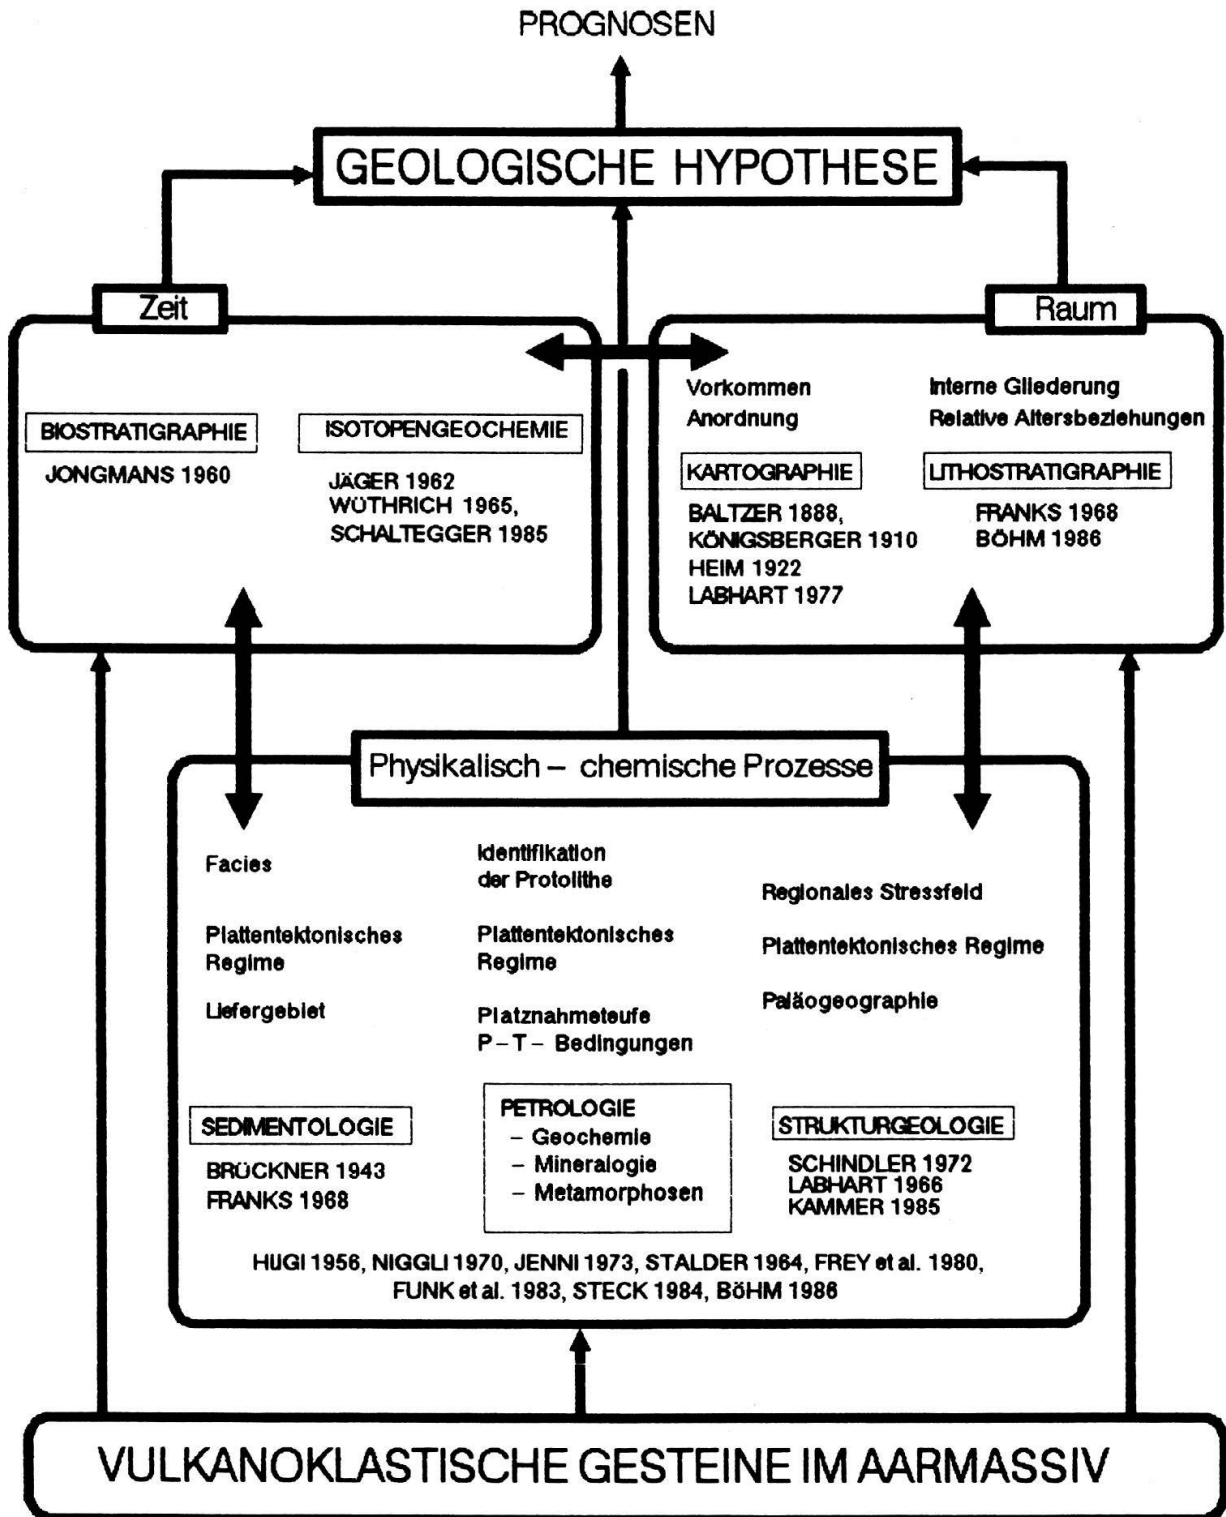 PROGNOSEN
GEOLOGISCHE HYPOTHESE
Zeit
BIOSTRATIGRAPHIE
JONGMANS 1960
ISOTOPENGEOCHEMIE
JÄGER 1962
WÜTHRICH 1965,
SCHALTEGGER 1985
Raum
Vorkommen
Anordnung
KARTOGRAPHIE
BALTZER 1888,
KÖNIGSBERGER 1910
HEIM 1922
LABHART 1977
Interne Gliederung
Relative Altersbeziehungen
LITHOSTRATIGRAPHIE
FRANKS 1968
BÖHM 1986
Physikalisch – chemische Prozesse
Facies
Plattentektonisches
Regime
Liefergebiet
SEDIMENTOLOGIE
BRÜCKNER 1943
FRANKS 1968
Identifikation
der Protolithe
Plattentektonisches
Regime
Platznahmeteufe
P – T – Bedingungen
PETROLOGIE
– Geochemie
– Mineralogie
– Metamorphosen
Regionales Stressfeld
Plattentektonisches Regime
Paläogeographie
STRUKTURGEOLOGIE
SCHINDLER 1972
LABHART 1966
KAMMER 1985
HUGI 1956, NIGGLI 1970, JENNI 1973, STALDER 1964, FREY et al. 1980,
FUNK et al. 1983, STECK 1984, BöHM 1986
VULKANOKLASTISCHE GESTEINE IM AARMASSIV